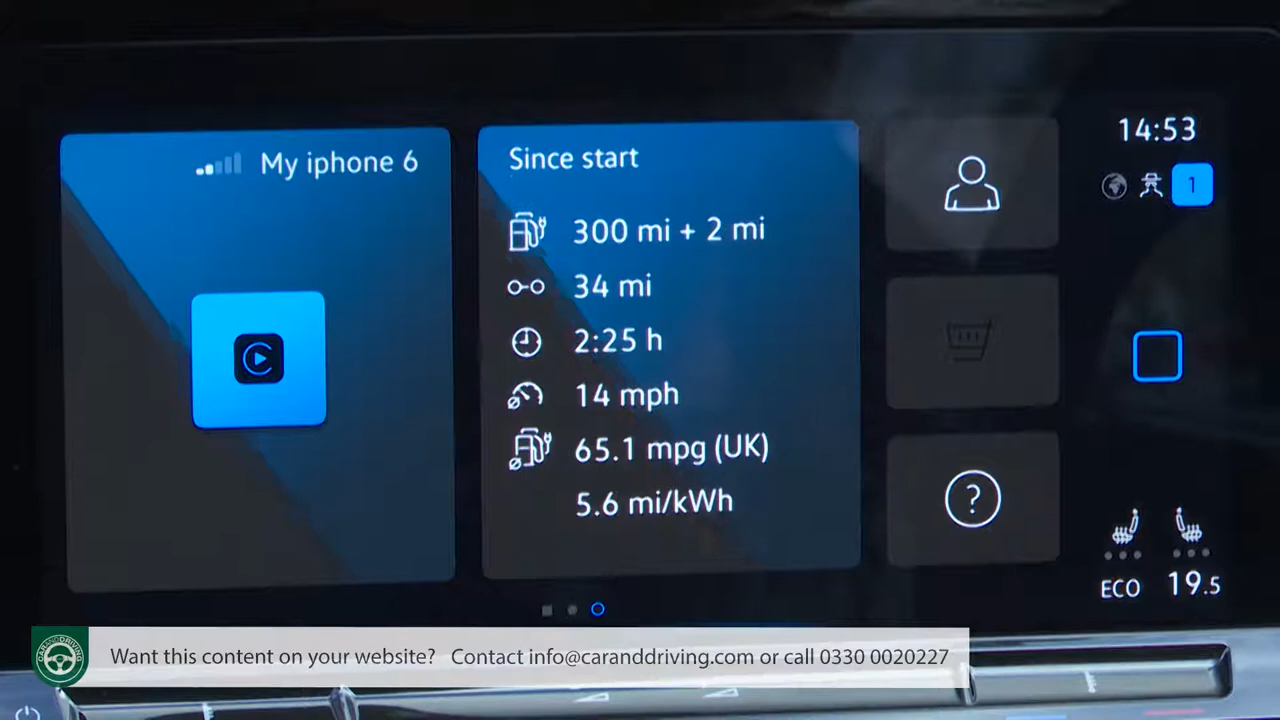 My iphone 6
Since start
300 mi + 2 mi
34 mi
2:25 h
14 mph
65.1 mpg (UK)
5.6 mi/kWh
?
14:53
1
ECO 19.5
CARANDDRIVING
Want this content on your website? Contact info@caranddriving.com or call 0330 0020227